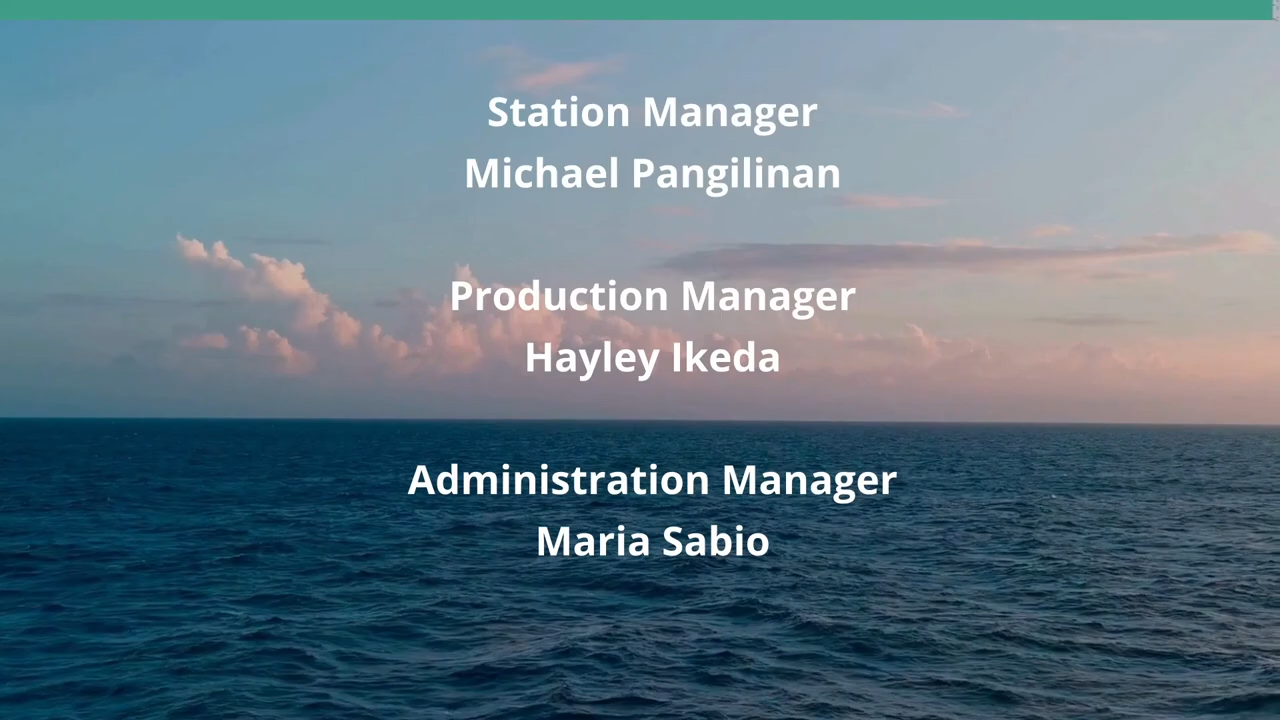 Station Manager
Michael Pangilinan
Production Manager
Hayley Ikeda
Administration Manager
Maria Sabio